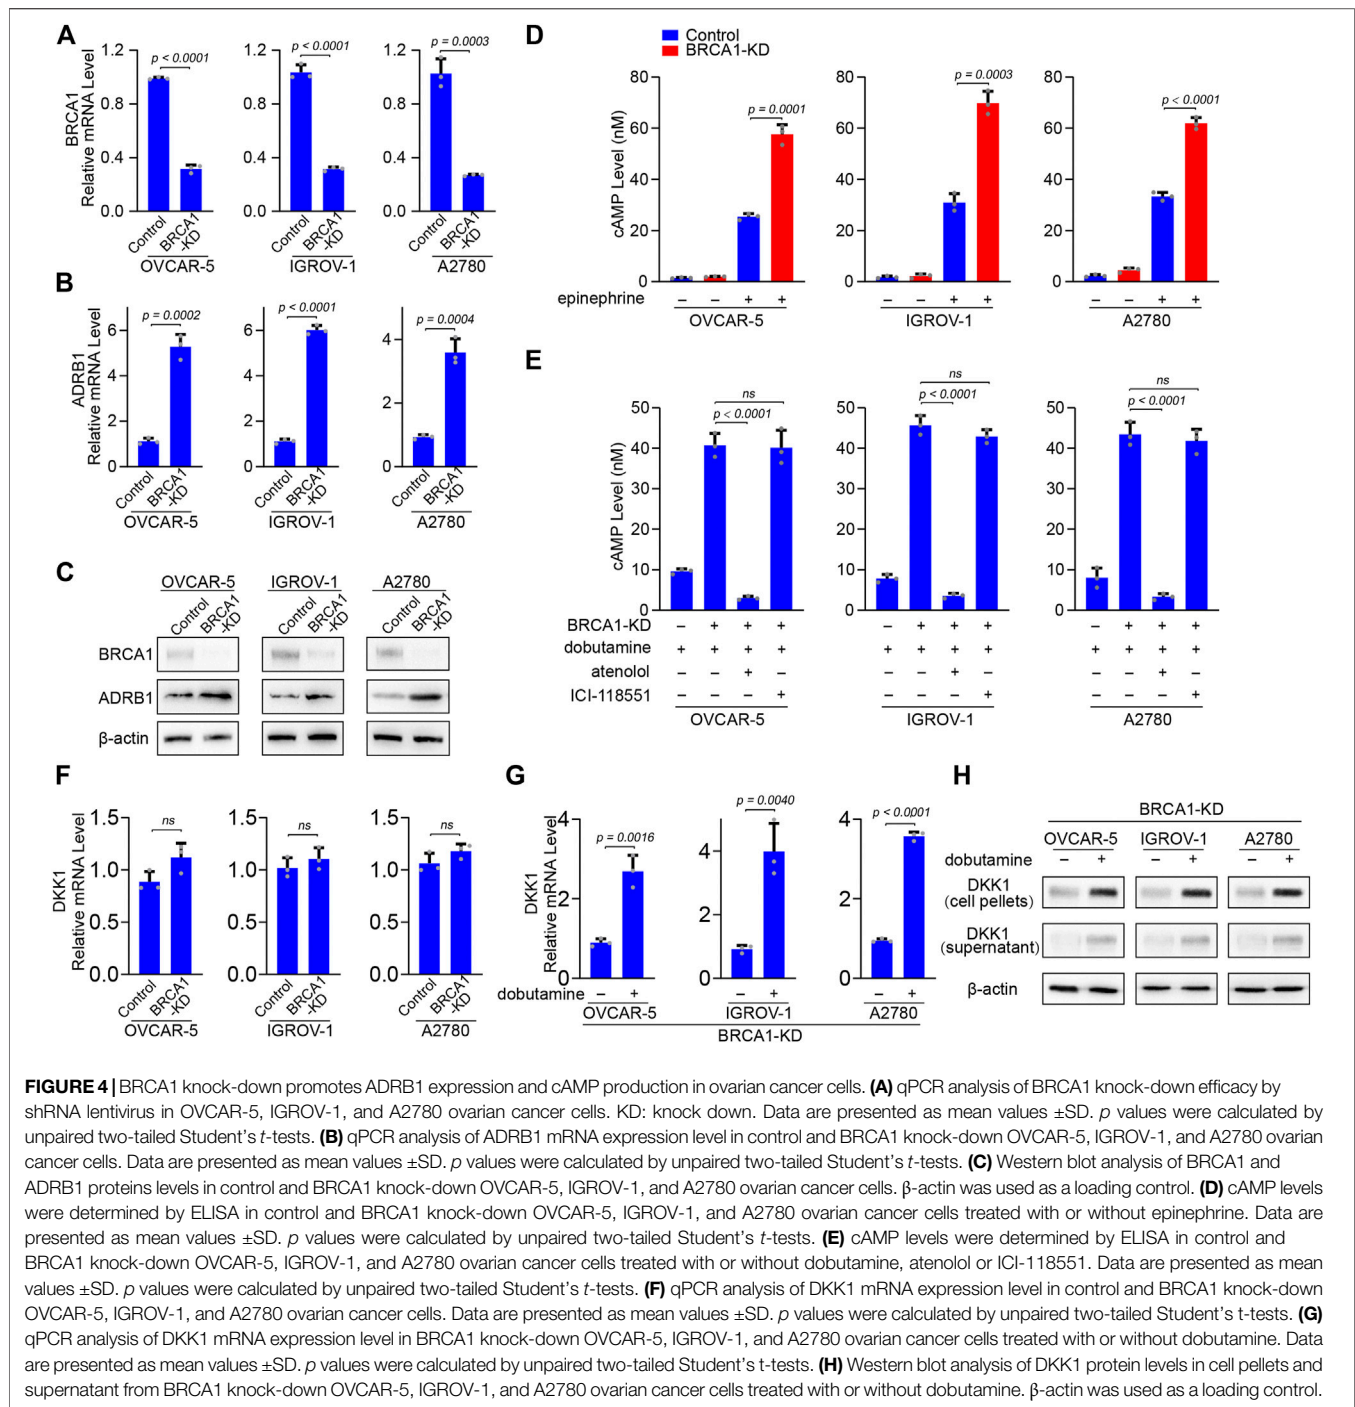 A
BRCA1
Relative mRNA Level
1.2
0.8
0.4
0.0
p < 0.0001
Control
BRCA1
-KD
OVCAR-5
1.2
0.8
0.4
0.0
p < 0.0001
Control
BRCA1
-KD
IGROV-1
1.2
0.8
0.4
0.0
p = 0.0003
Control
BRCA1
-KD
A2780
B
ADRB1
Relative mRNA Level
6
4
2
0
p = 0.0002
Control
BRCA1
-KD
OVCAR-5
6
4
2
0
p < 0.0001
Control
BRCA1
-KD
IGROV-1
4
2
0
p = 0.0004
Control
BRCA1
-KD
A2780
C
OVCAR-5 IGROV-1 A2780
Control BRCA1 -KD Control BRCA1 -KD Control BRCA1 -KD
BRCA1
ADRB1
β-actin
D
Control
BRCA1-KD
cAMP Level (nM)
80
60
40
20
0
p = 0.0001
80
60
40
20
0
p = 0.0003
80
60
40
20
0
p < 0.0001
epinephrine − − + + − − + + − − + +
OVCAR-5 IGROV-1 A2780
E
cAMP Level (nM)
50
40
30
20
10
0
ns
p < 0.0001
50
40
30
20
10
0
ns
p < 0.0001
50
40
30
20
10
0
ns
p < 0.0001
BRCA1-KD − + + + − + + + − + + +
dobutamine + + + + + + + + + + + +
atenolol − − + − − − + − − − + −
ICI-118551 − − − + − − − + − − − +
OVCAR-5 IGROV-1 A2780
F
DKK1
Relative mRNA Level
1.5
1.0
0.5
0.0
ns
Control
BRCA1
-KD
OVCAR-5
1.5
1.0
0.5
0.0
ns
Control
BRCA1
-KD
IGROV-1
1.5
1.0
0.5
0.0
ns
Control
BRCA1
-KD
A2780
G
DKK1
Relative mRNA Level
4
2
0
p = 0.0016
4
2
0
p = 0.0040
4
2
0
p < 0.0001
dobutamine − + − + − +
OVCAR-5 IGROV-1 A2780
BRCA1-KD
H
BRCA1-KD
OVCAR-5 IGROV-1 A2780
dobutamine − + − + − +
DKK1
(cell pellets)
DKK1
(supernatant)
β-actin
FIGURE 4 | BRCA1 knock-down promotes ADRB1 expression and cAMP production in ovarian cancer cells. (A) qPCR analysis of BRCA1 knock-down efficacy by
shRNA lentivirus in OVCAR-5, IGROV-1, and A2780 ovarian cancer cells. KD: knock down. Data are presented as mean values ±SD. p values were calculated by
unpaired two-tailed Student's t-tests. (B) qPCR analysis of ADRB1 mRNA expression level in control and BRCA1 knock-down OVCAR-5, IGROV-1, and A2780 ovarian
cancer cells. Data are presented as mean values ±SD. p values were calculated by unpaired two-tailed Student's t-tests. (C) Western blot analysis of BRCA1 and
ADRB1 proteins levels in control and BRCA1 knock-down OVCAR-5, IGROV-1, and A2780 ovarian cancer cells. β-actin was used as a loading control. (D) cAMP levels
were determined by ELISA in control and BRCA1 knock-down OVCAR-5, IGROV-1, and A2780 ovarian cancer cells treated with or without epinephrine. Data are
presented as mean values ±SD. p values were calculated by unpaired two-tailed Student's t-tests. (E) cAMP levels were determined by ELISA in control and
BRCA1 knock-down OVCAR-5, IGROV-1, and A2780 ovarian cancer cells treated with or without dobutamine, atenolol or ICI-118551. Data are presented as mean
values ±SD. p values were calculated by unpaired two-tailed Student's t-tests. (F) qPCR analysis of DKK1 mRNA expression level in control and BRCA1 knock-down
OVCAR-5, IGROV-1, and A2780 ovarian cancer cells. Data are presented as mean values ±SD. p values were calculated by unpaired two-tailed Student's t-tests. (G)
qPCR analysis of DKK1 mRNA expression level in BRCA1 knock-down OVCAR-5, IGROV-1, and A2780 ovarian cancer cells treated with or without dobutamine. Data
are presented as mean values ±SD. p values were calculated by unpaired two-tailed Student's t-tests. (H) Western blot analysis of DKK1 protein levels in cell pellets and
supernatant from BRCA1 knock-down OVCAR-5, IGROV-1, and A2780 ovarian cancer cells treated with or without dobutamine. β-actin was used as a loading control.